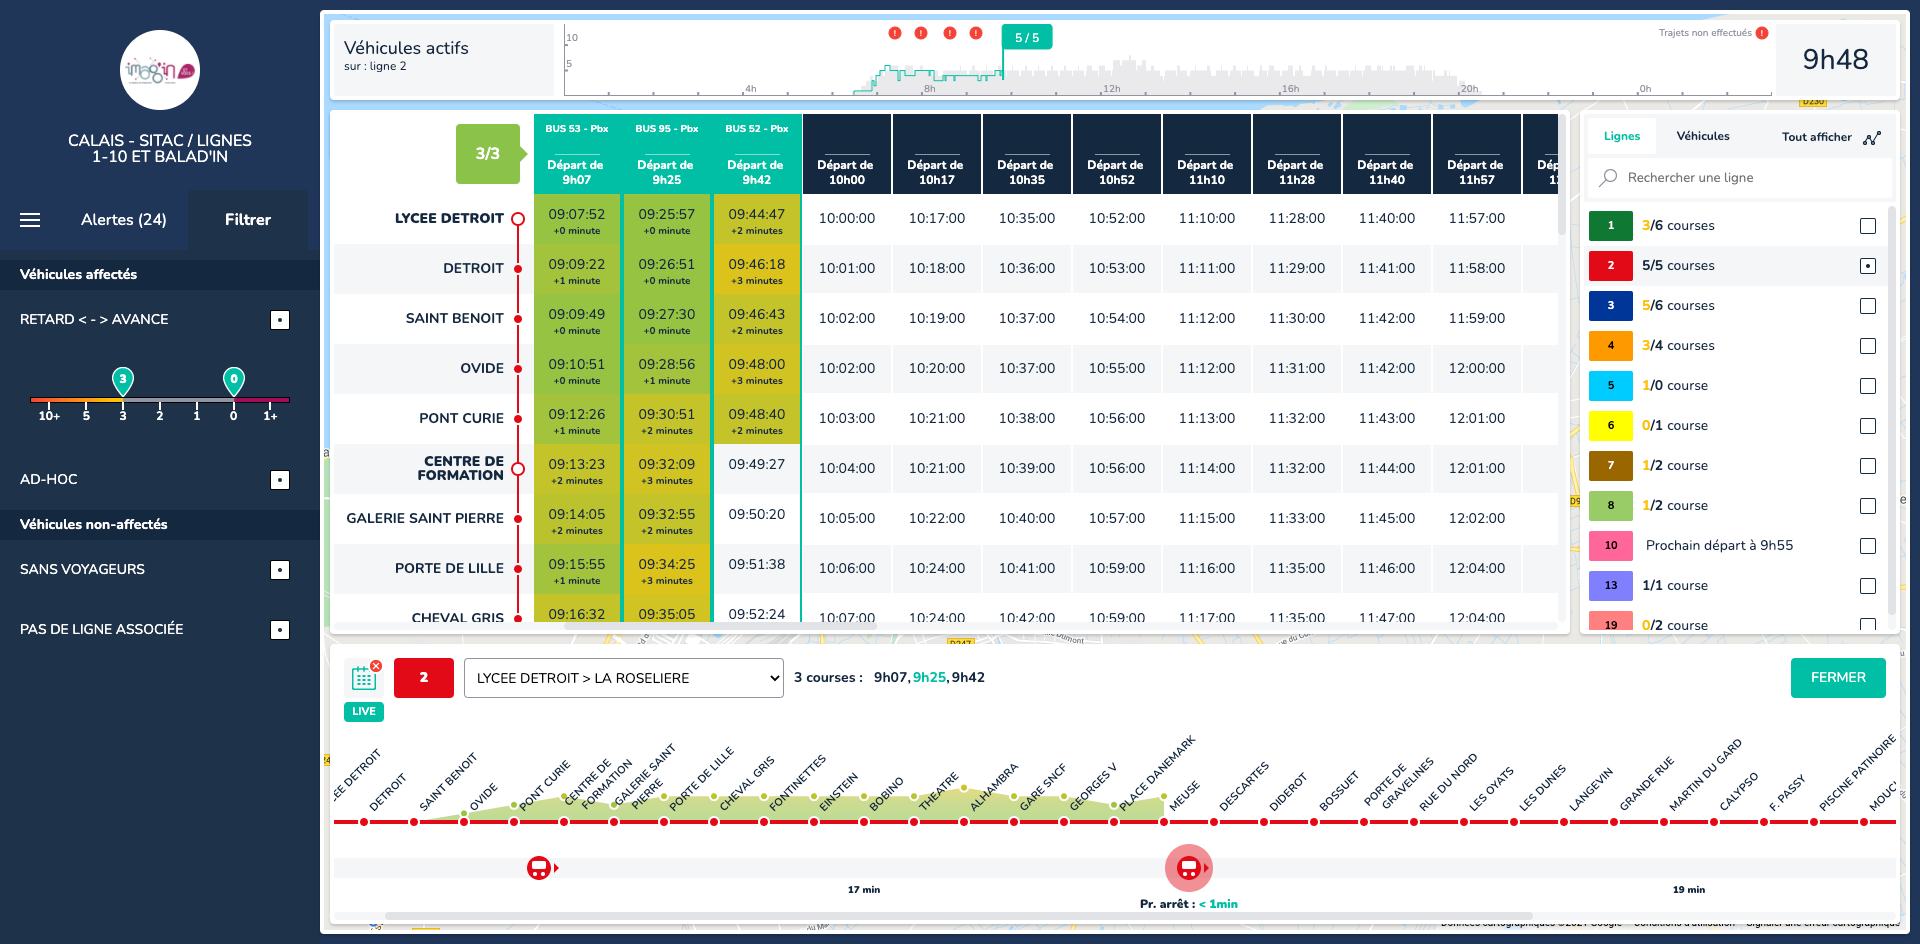 imag'in
CALAIS - SITAC / LIGNES
1-10 ET BALAD'IN
Alertes (24)
Filtrer
Véhicules affectés
RETARD < - > AVANCE
3 0
10+ 5 3 2 1 0 1+
AD-HOC
Véhicules non-affectés
SANS VOYAGEURS
PAS DE LIGNE ASSOCIÉE
Véhicules actifs
sur : ligne 2
10
5
4h 8h 12h 16h 20h 0h
5 / 5
Trajets non effectués
9h48
3/3
BUS 53 - Pbx BUS 95 - Pbx BUS 52 - Pbx
Départ de 9h07
Départ de 9h25
Départ de 9h42
Départ de 10h00
Départ de 10h17
Départ de 10h35
Départ de 10h52
Départ de 11h10
Départ de 11h28
Départ de 11h40
Départ de 11h57
LYCEE DETROIT 09:07:52 09:25:57 09:44:47 10:00:00 10:17:00 10:35:00 10:52:00 11:10:00 11:28:00 11:40:00 11:57:00
+0 minute +0 minute +2 minutes
DETROIT 09:09:22 09:26:51 09:46:18 10:01:00 10:18:00 10:36:00 10:53:00 11:11:00 11:29:00 11:41:00 11:58:00
+1 minute +0 minute +3 minutes
SAINT BENOIT 09:09:49 09:27:30 09:46:43 10:02:00 10:19:00 10:37:00 10:54:00 11:12:00 11:30:00 11:42:00 11:59:00
+0 minute +0 minute +2 minutes
OVIDE 09:10:51 09:28:56 09:48:00 10:02:00 10:20:00 10:37:00 10:55:00 11:12:00 11:31:00 11:42:00 12:00:00
+0 minute +1 minute +3 minutes
PONT CURIE 09:12:26 09:30:51 09:48:40 10:03:00 10:21:00 10:38:00 10:56:00 11:13:00 11:32:00 11:43:00 12:01:00
+1 minute +2 minutes +2 minutes
CENTRE DE FORMATION 09:13:23 09:32:09 09:49:27 10:04:00 10:21:00 10:39:00 10:56:00 11:14:00 11:32:00 11:44:00 12:01:00
+2 minutes +3 minutes
GALERIE SAINT PIERRE 09:14:05 09:32:55 09:50:20 10:05:00 10:22:00 10:40:00 10:57:00 11:15:00 11:33:00 11:45:00 12:02:00
+2 minutes +2 minutes
PORTE DE LILLE 09:15:55 09:34:25 09:51:38 10:06:00 10:24:00 10:41:00 10:59:00 11:16:00 11:35:00 11:46:00 12:04:00
+1 minute +3 minutes
CHEVAL GRIS 09:16:32 09:35:05 09:52:24 10:07:00 10:24:00 10:42:00 10:59:00 11:17:00 11:35:00 11:47:00 12:04:00
D230
Lignes Véhicules Tout afficher
Rechercher une ligne
1 3/6 courses
2 5/5 courses
3 5/6 courses
4 3/4 courses
5 1/0 course
6 0/1 course
7 1/2 course
8 1/2 course
10 Prochain départ à 9h55
13 1/1 course
19 0/2 course
D247
LIVE
2
LYCEE DETROIT > LA ROSELIERE
3 courses : 9h07, 9h25, 9h42
FERMER
DETROIT
DETROIT
SAINT BENOIT
OVIDE
PONT CURIE
CENTRE DE FORMATION
GALERIE SAINT PIERRE
PORTE DE LILLE
CHEVAL GRIS
FONTINETTES
EINSTEIN
BOBINO
THEATRE
ALHAMBRA
GARE SNCF
GEORGES V
PLACE DANEMARK
MEUSE
DESCARTES
DIDEROT
BOSSUET
PORTE DE GRAVELINES
RUE DU NORD
LES OYATS
LES DUNES
LANGEVIN
GRANDE RUE
MARTIN DU GARD
CALYPSO
F. PASSY
PISCINE PATINOIRE
17 min
19 min
Pr. arrêt : < 1min